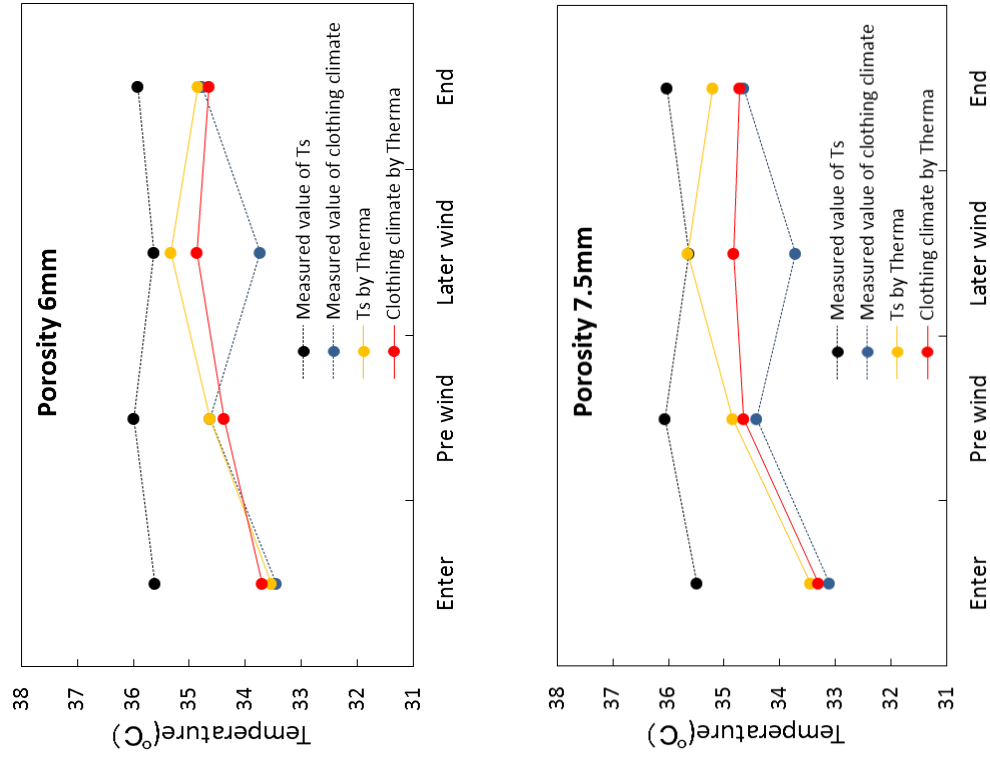 Porosity 6mm
Temperature(°C)
38
37
36
35
34
33
32
31
Enter
Pre wind
Later wind
End
Measured value of Ts
Measured value of clothing climate
Ts by Therma
Clothing climate by Therma
Porosity 7.5mm
Temperature(°C)
38
37
36
35
34
33
32
31
Enter
Pre wind
Later wind
End
Measured value of Ts
Measured value of clothing climate
Ts by Therma
Clothing climate by Therma